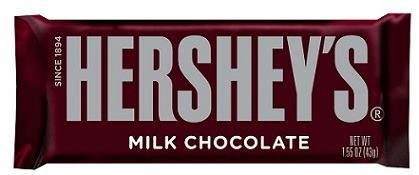 SINCE 1894
HERSHEY'S®
MILK CHOCOLATE
NET WT
1.55 OZ (43g)